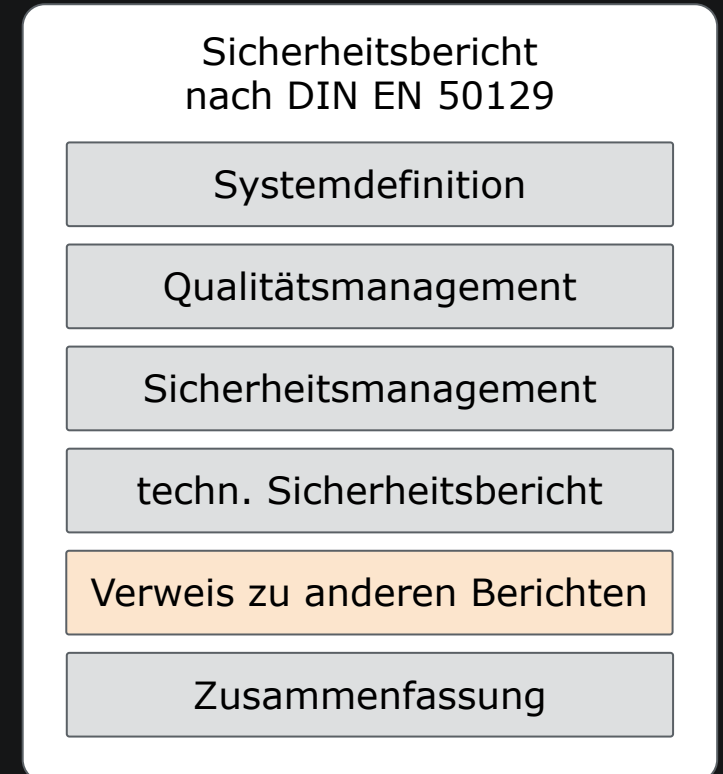 Sicherheitsbericht
nach DIN EN 50129
Systemdefinition
Qualitätsmanagement
Sicherheitsmanagement
techn. Sicherheitsbericht
Verweis zu anderen Berichten
Zusammenfassung